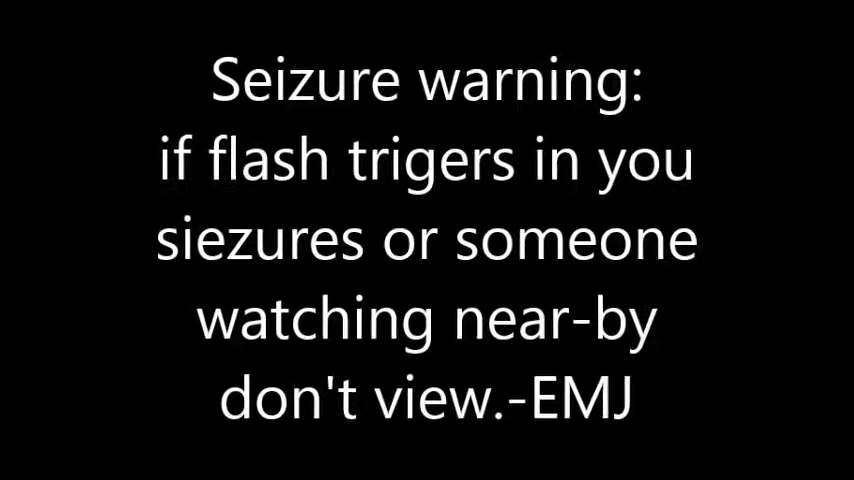 Seizure warning:
if flash trigers in you
siezures or someone
watching near-by
don't view.-EMJ